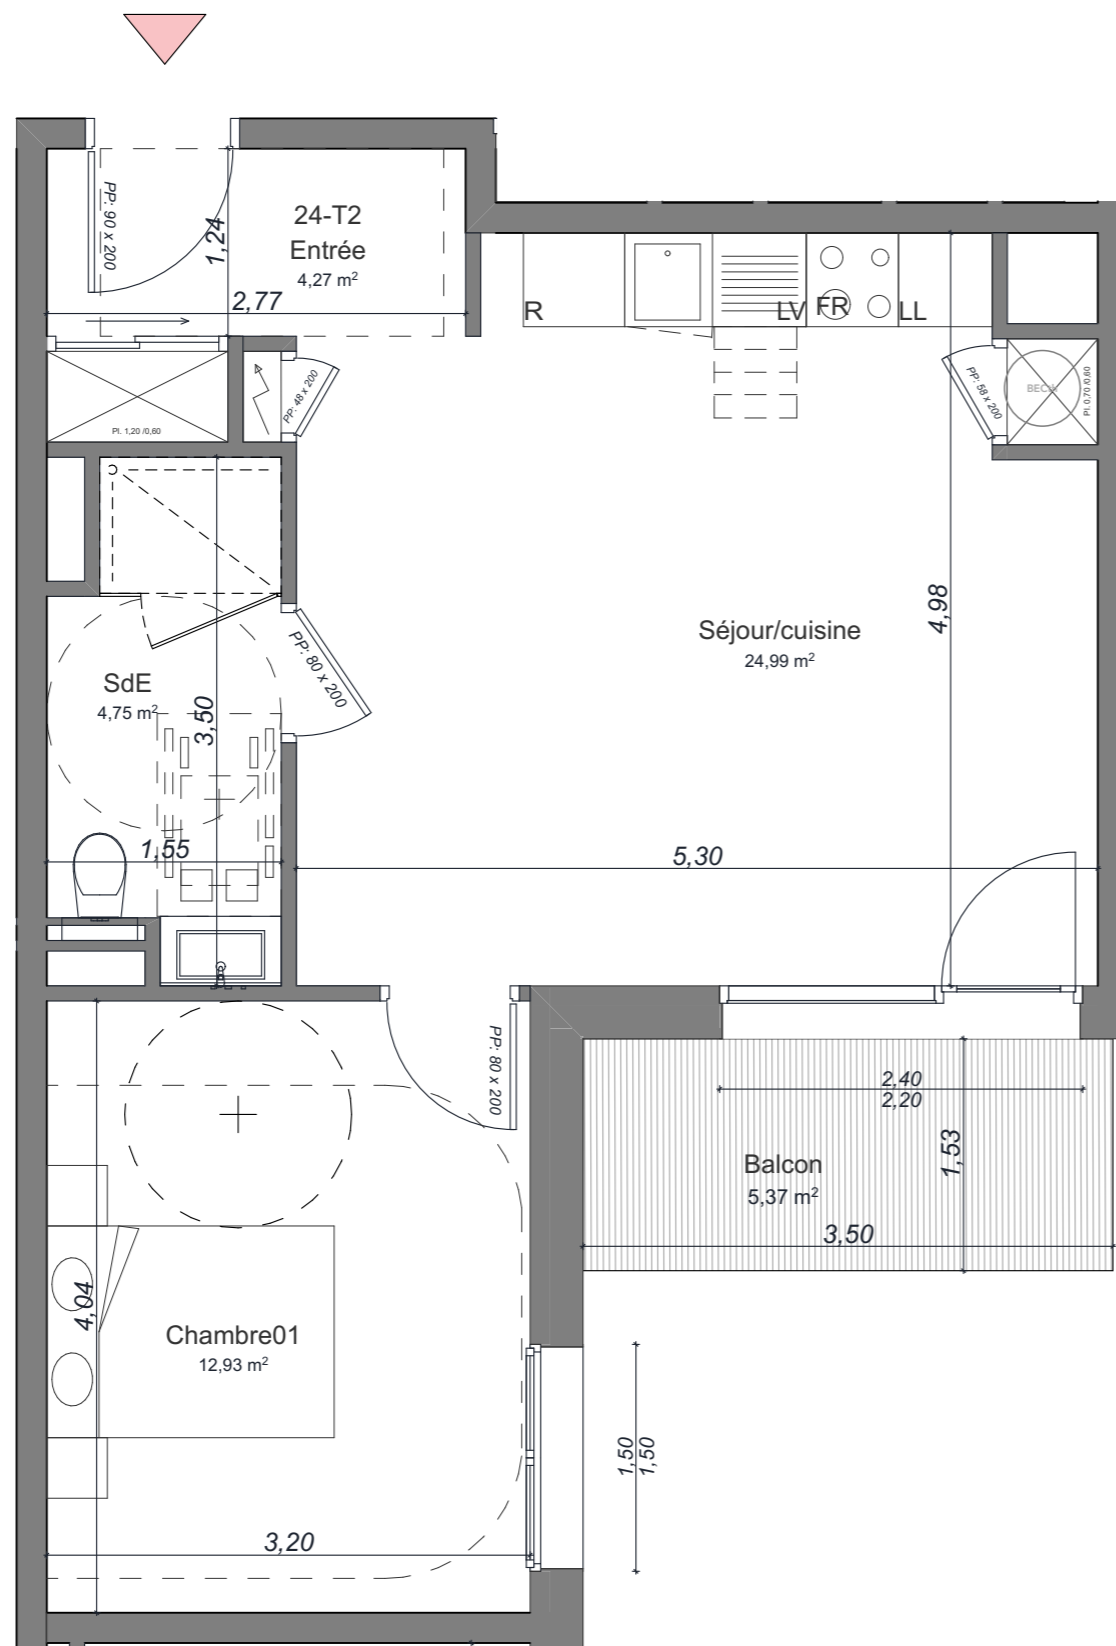 24-T2
Entrée
4,27 m²
PP: 90 x 200
1,24
2,77
R
LV
FR
LL
PP: 48 x 200
PP: 58 x 200
Pl. 0,70 /0,60
Pl. 1,20 /0,60
Séjour/cuisine
24,99 m²
4,98
PP: 80 x 200
SdE
4,75 m²
3,50
1,55
5,30
PP: 80 x 200
2,40
2,20
1,53
Balcon
5,37 m²
3,50
4,04
Chambre01
12,93 m²
1,50
1,50
3,20